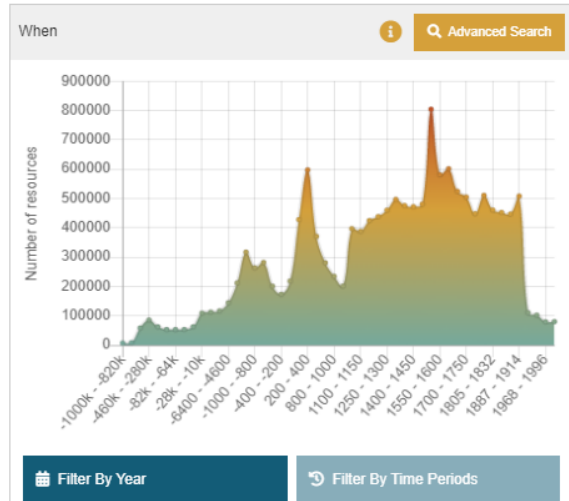 When
i
Advanced Search
Number of resources
900000
800000
700000
600000
500000
400000
300000
200000
100000
0
-1000k - -820k
-460k - -280k
-82k - -64k
-28k - -10k
-6400 - -4600
-1000 - -800
-400 - -200
200 - 400
800 - 1000
1100 - 1150
1250 - 1300
1400 - 1450
1550 - 1600
1700 - 1750
1805 - 1832
1887 - 1914
1968 - 1996
Filter By Year
Filter By Time Periods